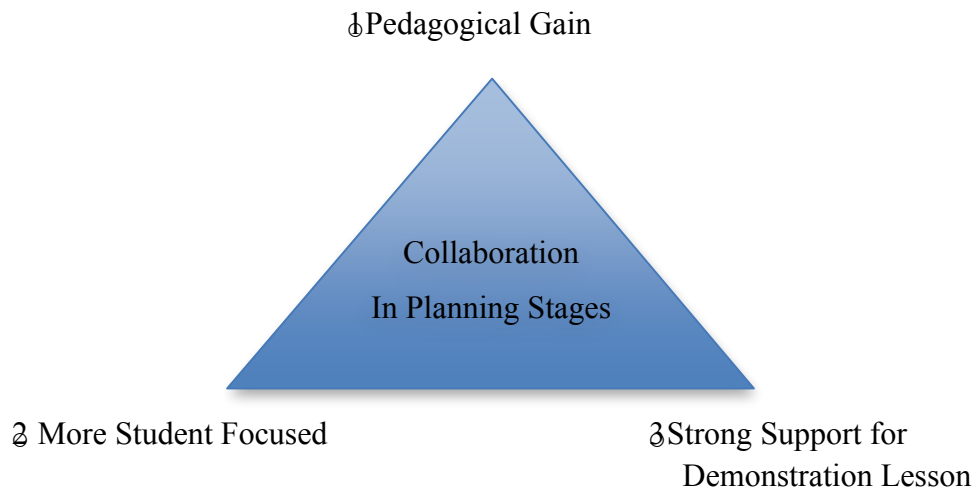 ①Pedagogical Gain
Collaboration
In Planning Stages
② More Student Focused
③Strong Support for
Demonstration Lesson